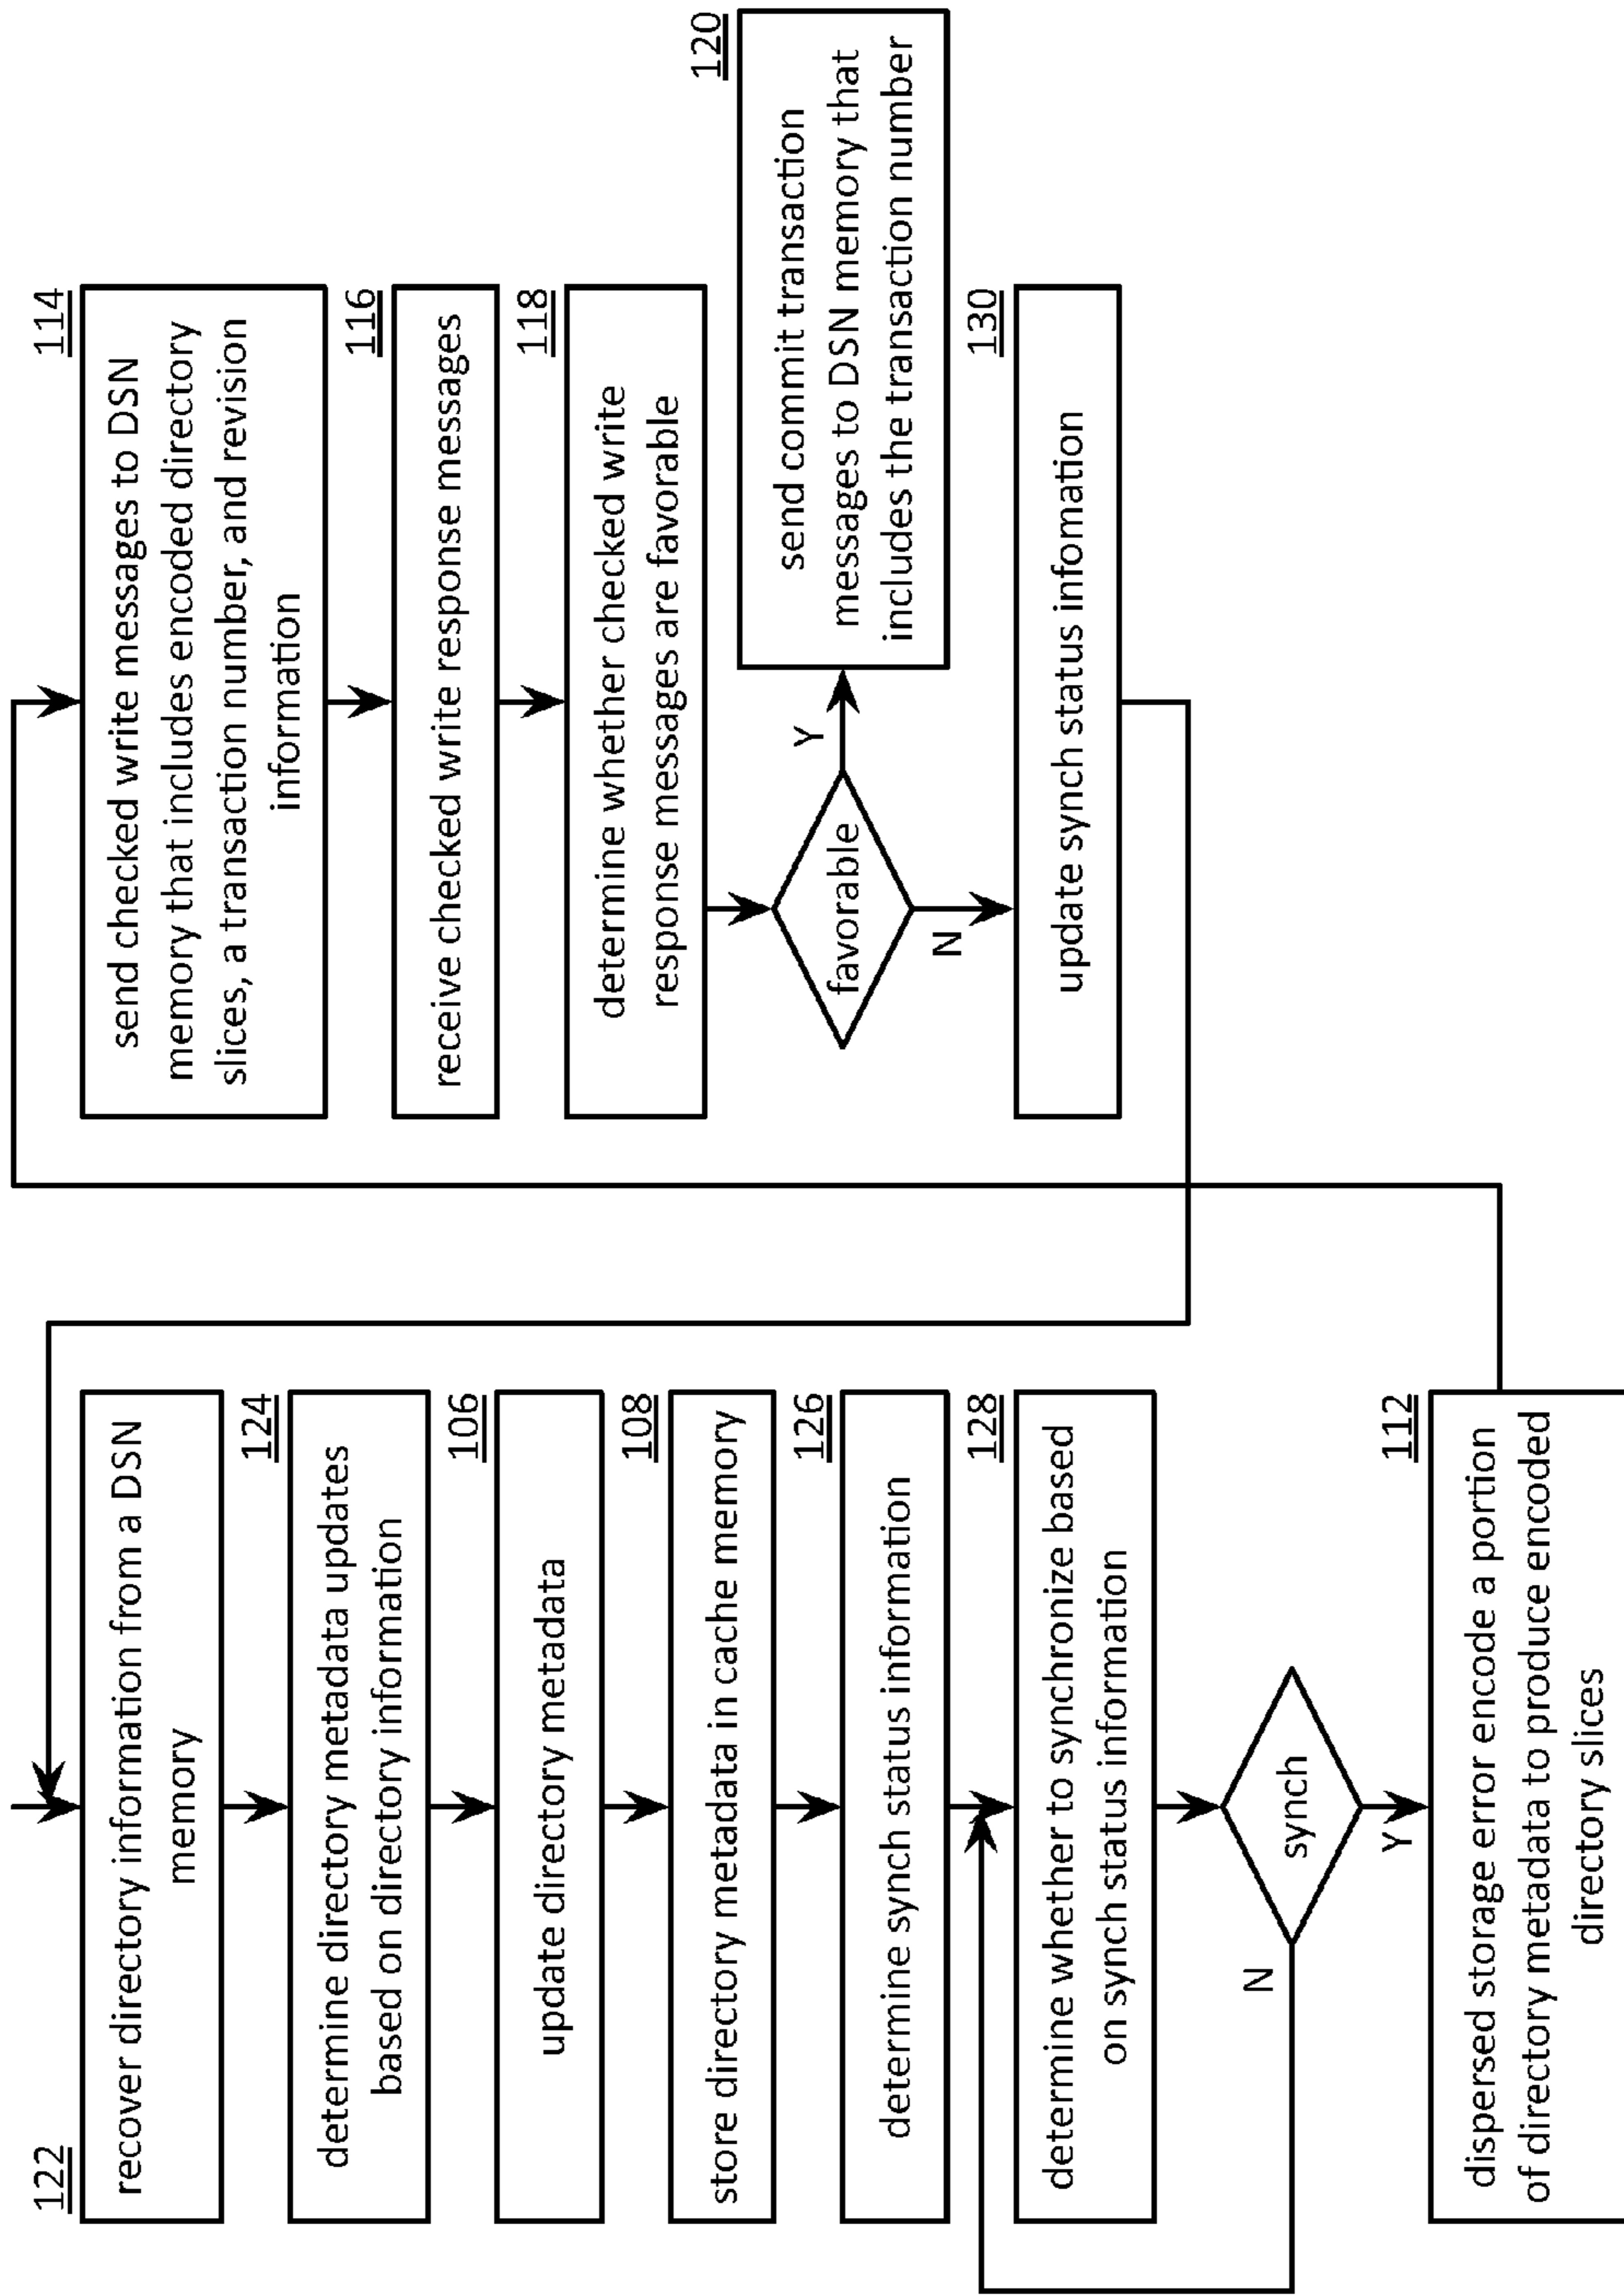 122
recover directory information from a DSN
memory
124
determine directory metadata updates
based on directory information
106
update directory metadata
108
store directory metadata in cache memory
126
determine synch status information
128
determine whether to synchronize based
on synch status information
synch
N
Y
112
dispersed storage error encode a portion
of directory metadata to produce encoded
directory slices
114
send checked write messages to DSN
memory that includes encoded directory
slices, a transaction number, and revision
information
116
receive checked write response messages
118
determine whether checked write
response messages are favorable
favorable
Y
N
120
send commit transaction
messages to DSN memory that
includes the transaction number
130
update synch status infomation